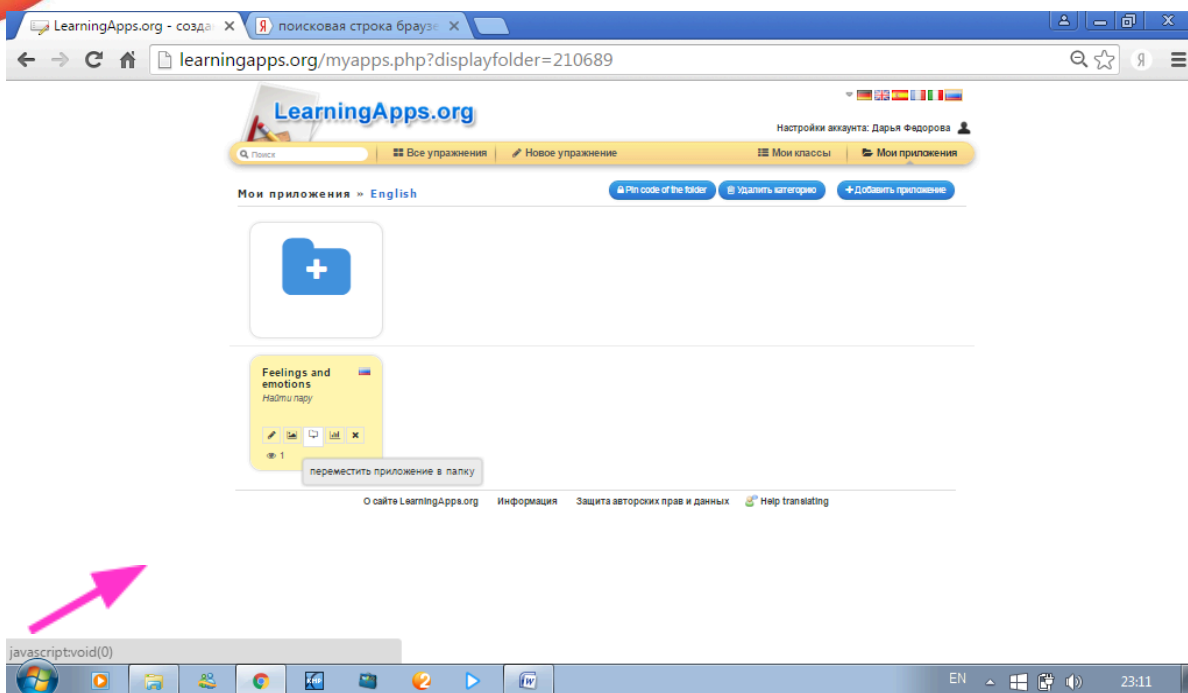 LearningApps.org - созда
Я поисковая строка браузе
learningapps.org/myapps.php?displayfolder=210689
Я
LearningApps.org
Настройки аккаунта: Дарья Федорова
Поиск
Все упражнения
Новое упражнение
Мои классы
Мои приложения
Мои приложения » English
Pin code of the folder
Удалить категорию
Добавить приложение
Feelings and
emotions
Найти пару
1
переместить приложение в папку
О сайте LearningApps.org Информация Защита авторских прав и данных Help translating
javascript:void(0)
EN 23:11